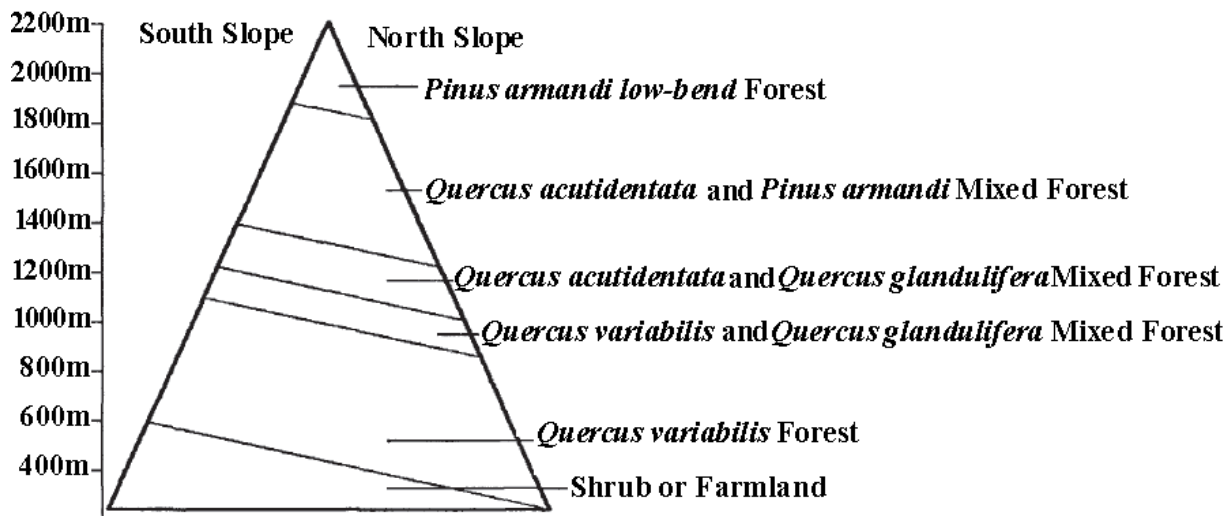 2200m
South Slope
North Slope
2000m
Pinus armandi low-bend Forest
1800m
1600m
Quercus acutidentata and Pinus armandi Mixed Forest
1400m
1200m
Quercus acutidentata and Quercus glandulifera Mixed Forest
1000m
Quercus variabilis and Quercus glandulifera Mixed Forest
800m
600m
Quercus variabilis Forest
400m
Shrub or Farmland